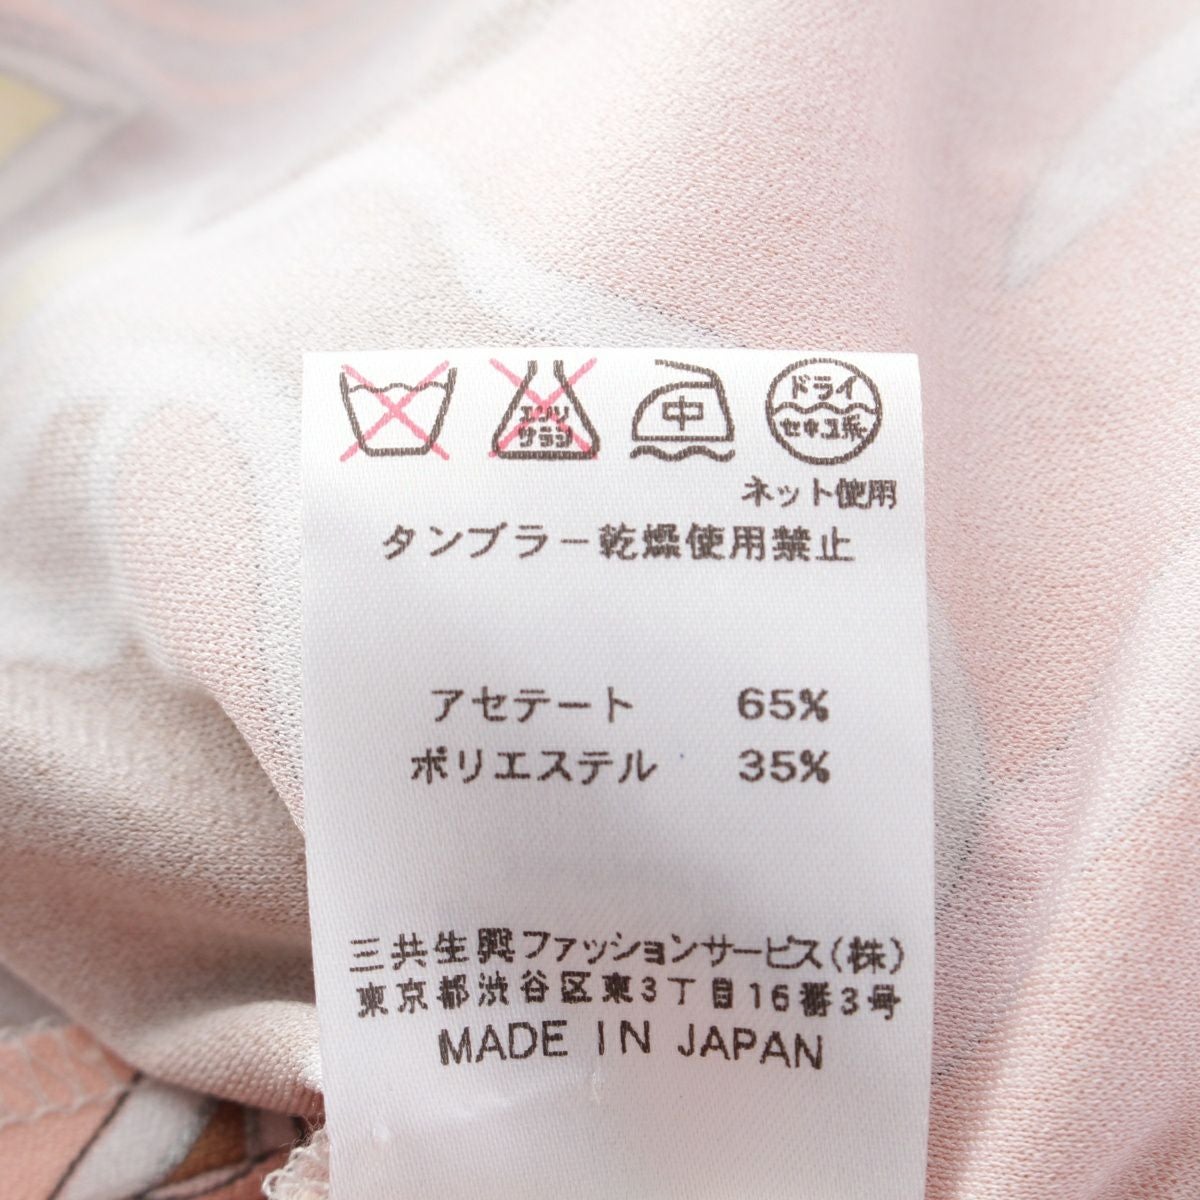 エンソ
サラシ
中
ドライ
セキユ系
ネット使用
タンブラー乾燥使用禁止
アセテート 65%
ポリエステル 35%
三共生興ファッションサービス(株)
東京都渋谷区東3丁目16番3号
MADE IN JAPAN